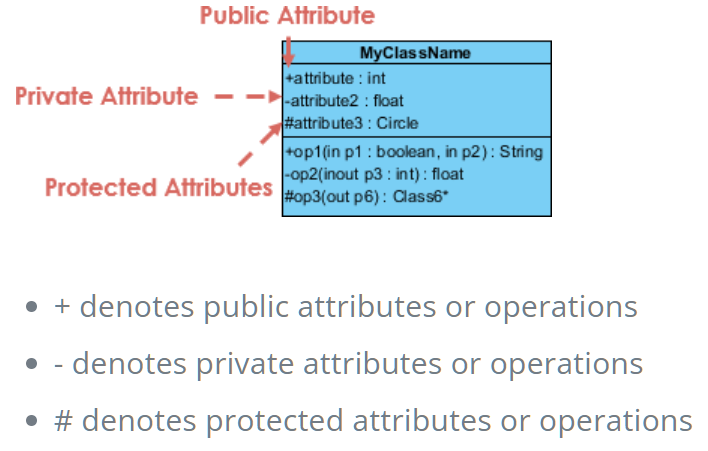 Public Attribute
MyClassName
+attribute : int
Private Attribute
-attribute2 : float
#attribute3 : Circle
+op1(in p1 : boolean, in p2) : String
-op2(inout p3 : int) : float
Protected Attributes
#op3(out p6) : Class6*
• + denotes public attributes or operations
• - denotes private attributes or operations
• # denotes protected attributes or operations